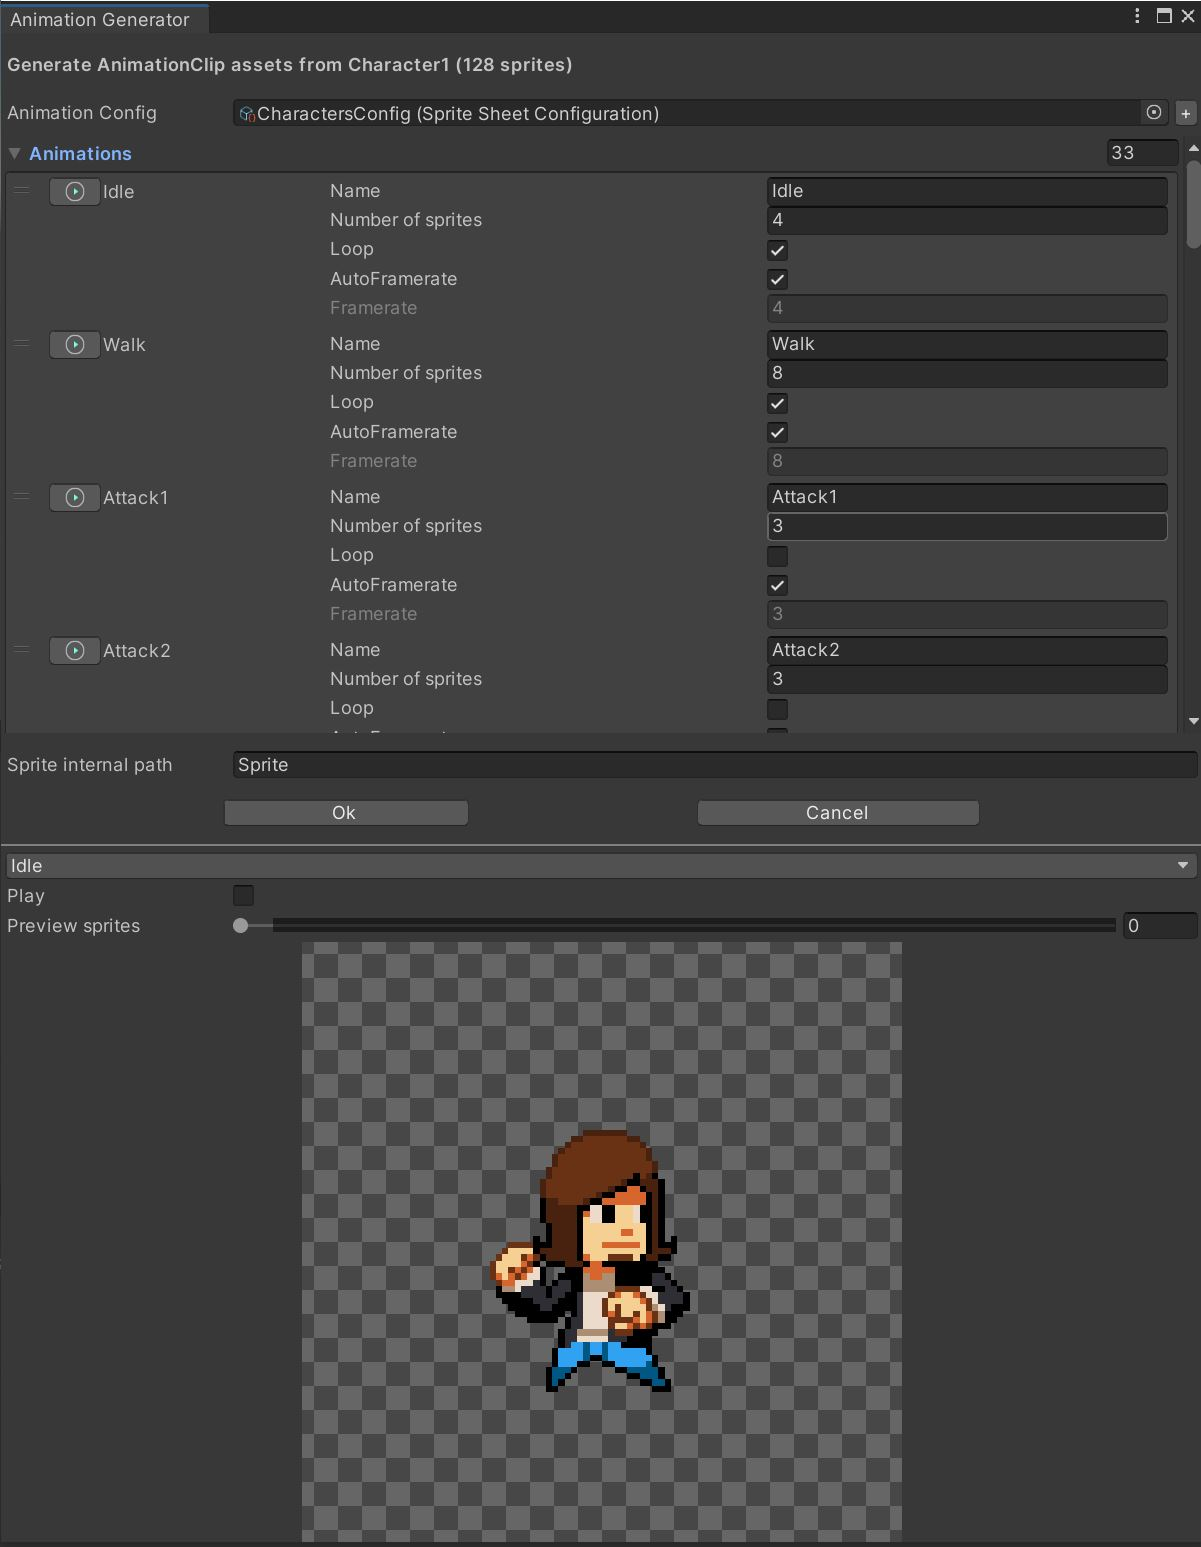 Animation Generator
Generate AnimationClip assets from Character1 (128 sprites)
Animation Config CharactersConfig (Sprite Sheet Configuration) +
Animations 33
Idle Name Idle
Number of sprites 4
Loop
AutoFramerate
Framerate 4
Walk Name Walk
Number of sprites 8
Loop
AutoFramerate
Framerate 8
Attack1 Name Attack1
Number of sprites 3
Loop
AutoFramerate
Framerate 3
Attack2 Name Attack2
Number of sprites 3
Loop
Sprite internal path Sprite
Ok Cancel
Idle
Play
Preview sprites 0